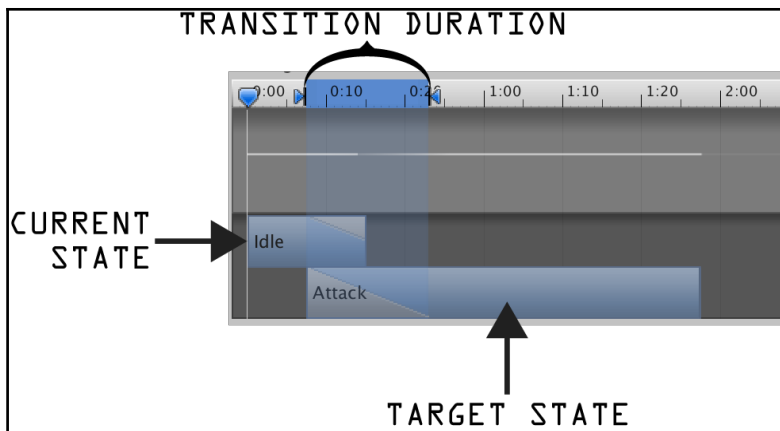 TRANSITION DURATION
0:00 0:10 1:00 1:10 1:20 2:00
CURRENT
STATE
Idle
Attack
TARGET STATE